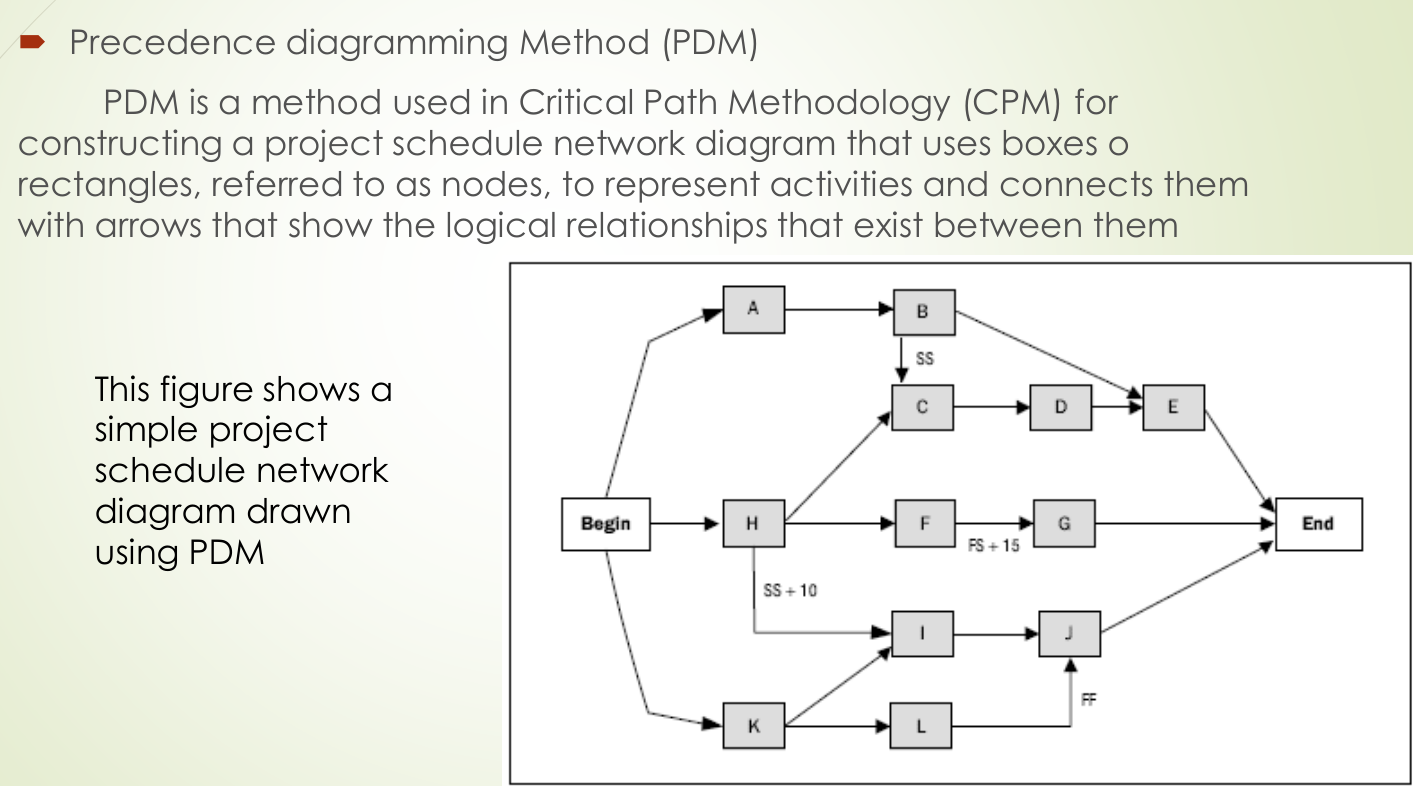 Precedence diagramming Method (PDM)
PDM is a method used in Critical Path Methodology (CPM) for
constructing a project schedule network diagram that uses boxes o
rectangles, referred to as nodes, to represent activities and connects them
with arrows that show the logical relationships that exist between them
This figure shows a
simple project
schedule network
diagram drawn
using PDM
A
B
SS
C
D
E
Begin
H
F
FS + 15
G
End
SS + 10
I
J
FF
K
L